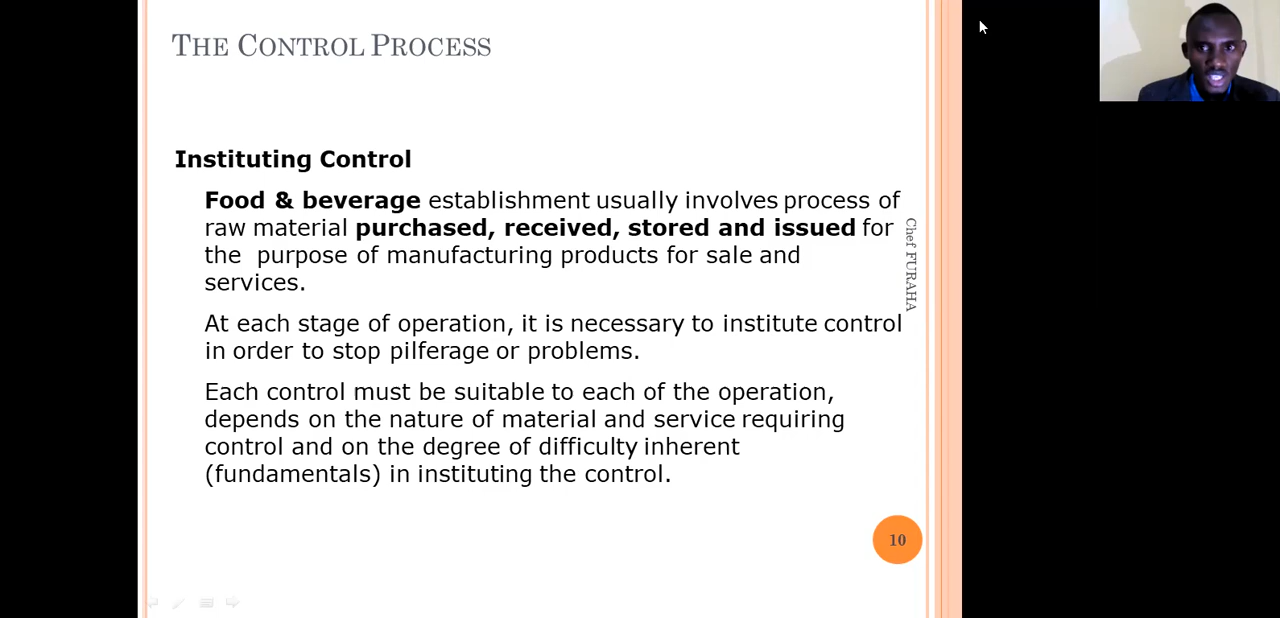 THE CONTROL PROCESS
Instituting Control
Food & beverage establishment usually involves process of
raw material purchased, received, stored and issued for
the purpose of manufacturing products for sale and
services.
At each stage of operation, it is necessary to institute control
in order to stop pilferage or problems.
Each control must be suitable to each of the operation,
depends on the nature of material and service requiring
control and on the degree of difficulty inherent
(fundamentals) in instituting the control.
Chef FURAHA
10